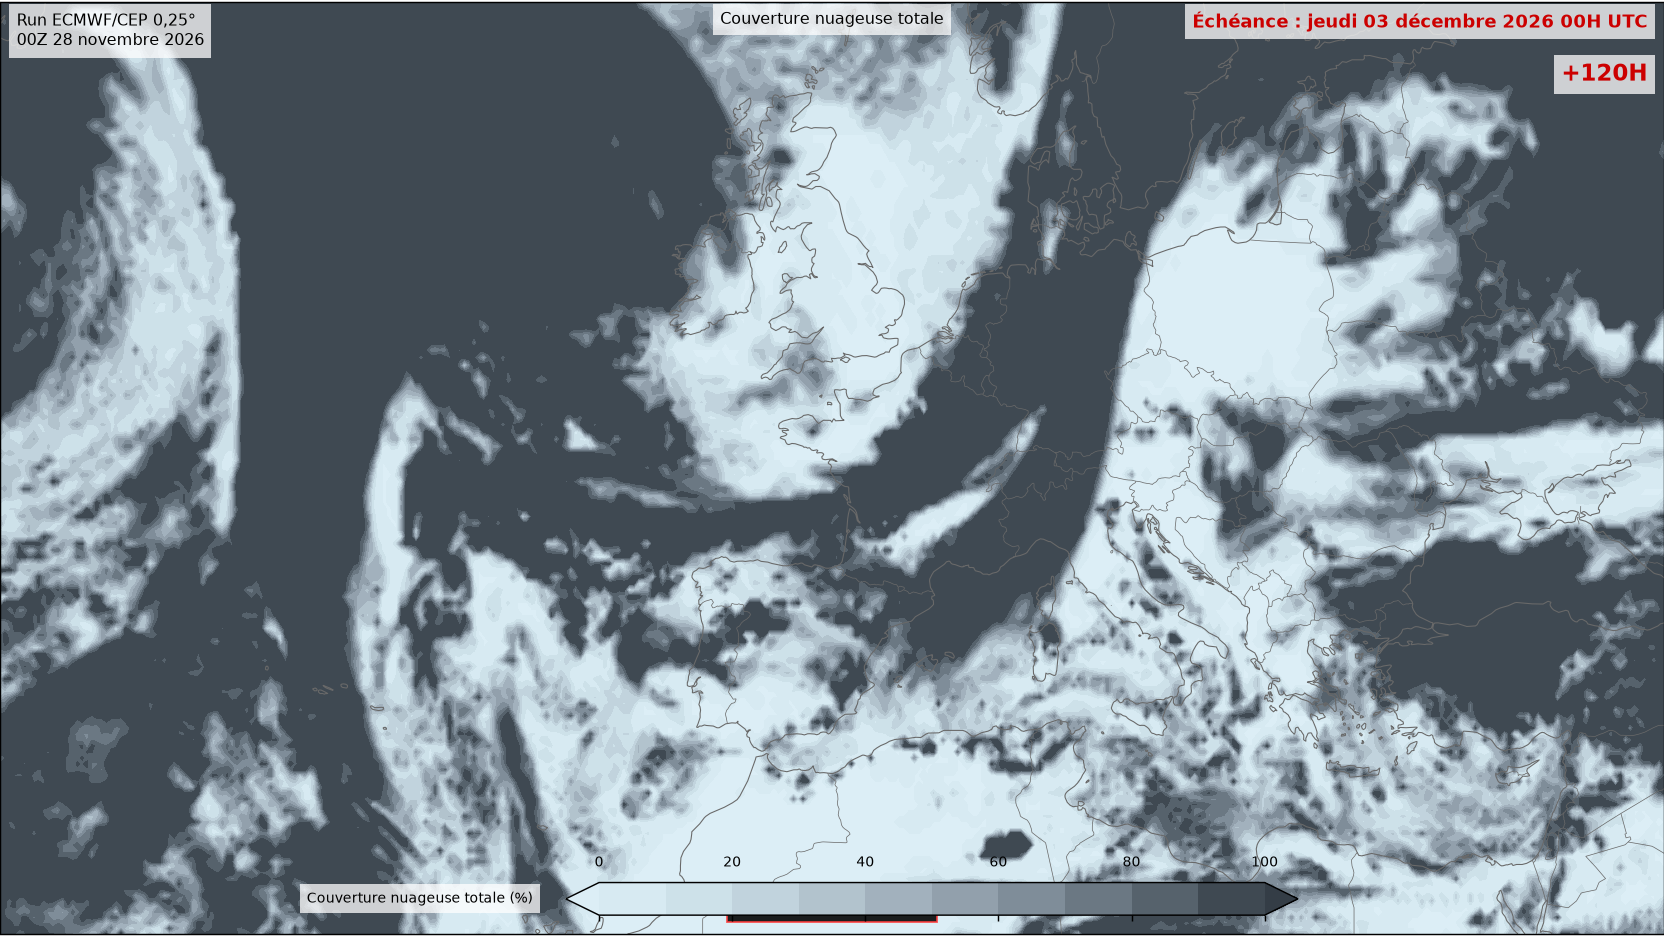 Run ECMWF/CEP 0,25°
00Z 28 novembre 2026
Couverture nuageuse totale
Échéance : jeudi 03 décembre 2026 00H UTC
+120H
0 20 40 60 80 100
Couverture nuageuse totale (%)